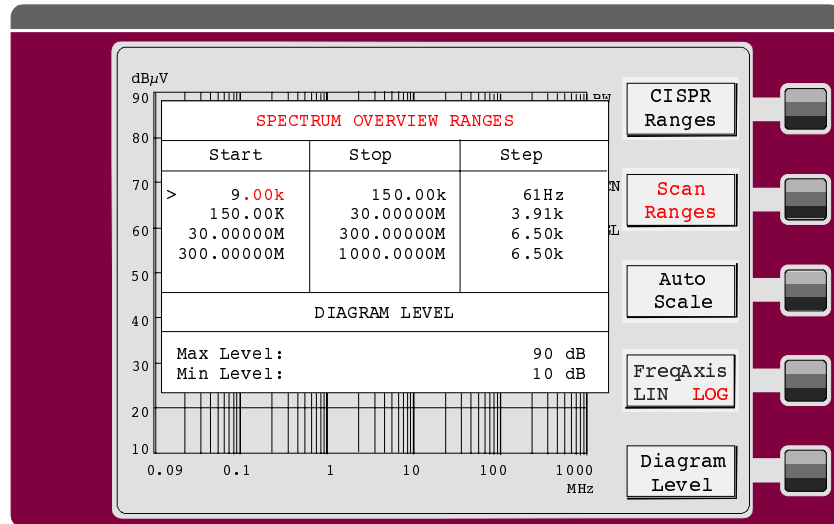 dBµV
90
80
70
60
50
40
30
20
10
0.09 0.1 1 10 100 1000
MHz
SPECTRUM OVERVIEW RANGES
Start Stop Step
> 9.00k 150.00k 61Hz
150.00K 30.00000M 3.91k
30.00000M 300.00000M 6.50k
300.00000M 1000.0000M 6.50k
DIAGRAM LEVEL
Max Level: 90 dB
Min Level: 10 dB
CISPR
Ranges
Scan
Ranges
Auto
Scale
FreqAxis
LIN LOG
Diagram
Level